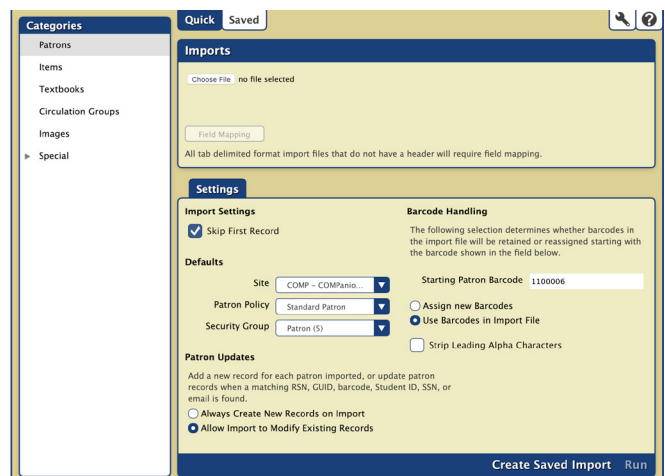 Categories
Patrons
Items
Textbooks
Circulation Groups
Images
Special
Quick Saved
Imports
Choose File no file selected
Field Mapping
All tab delimited format import files that do not have a header will require field mapping.
Settings
Import Settings
Skip First Record
Defaults
Site COMP – COMPanio...
Patron Policy Standard Patron
Security Group Patron (5)
Patron Updates
Add a new record for each patron imported, or update patron
records when a matching RSN, GUID, barcode, Student ID, SSN, or
email is found.
Always Create New Records on Import
Allow Import to Modify Existing Records
Barcode Handling
The following selection determines whether barcodes in
the import file will be retained or reassigned starting with
the barcode shown in the field below.
Starting Patron Barcode 1100006
Assign new Barcodes
Use Barcodes in Import File
Strip Leading Alpha Characters
Create Saved Import Run